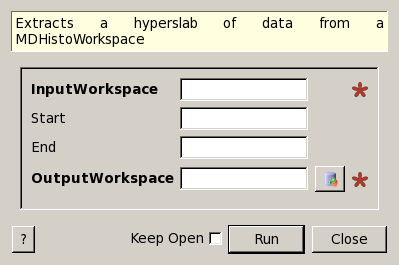 Extracts a hyperslab of data from a
MDHistoWorkspace
InputWorkspace
Start
End
OutputWorkspace
? Keep Open Run Close